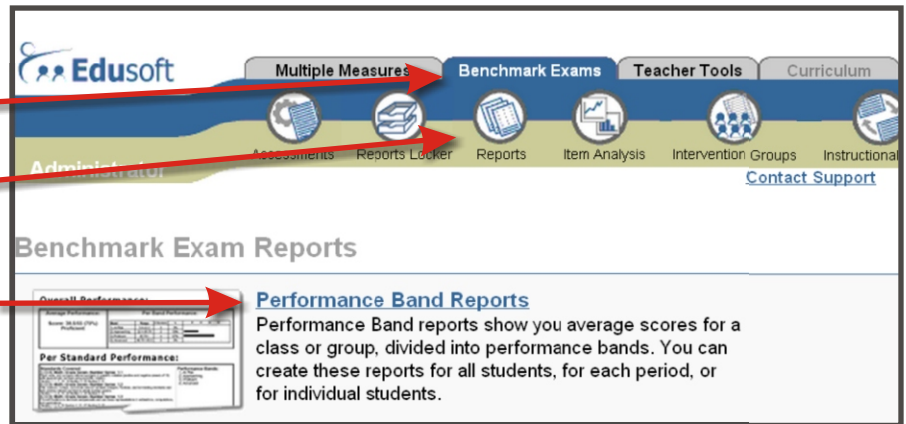 Edusoft
Multiple Measures Benchmark Exams Teacher Tools Curriculum
Assessments Reports Locker Reports Item Analysis Intervention Groups Instructional
Administrator
Contact Support
Benchmark Exam Reports
Overall Performance:
Performance Band Reports
Performance Band reports show you average scores for a
class or group, divided into performance bands. You can
create these reports for all students, for each period, or
for individual students.
Per Standard Performance: